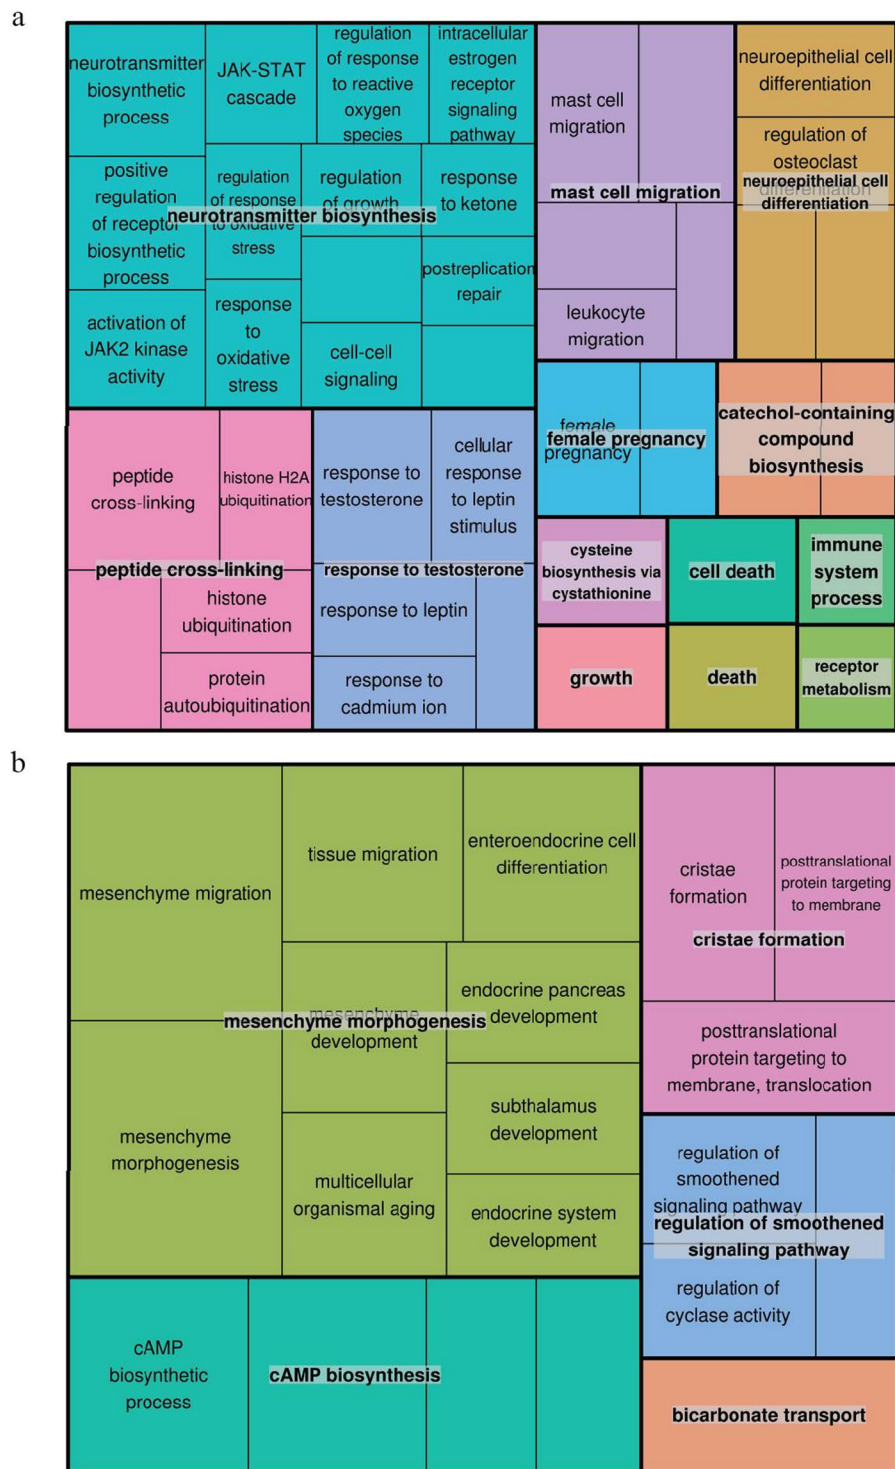 a
neurotransmitter
biosynthetic
process
JAK-STAT
cascade
regulation
of response
to reactive
oxygen
species
intracellular
estrogen
receptor
signaling
pathway
positive
regulation
of receptor
biosynthetic
process
regulation
of response
to oxidative
stress
regulation
of growth
response
to ketone
neurotransmitter biosynthesis
postreplication
repair
activation of
JAK2 kinase
activity
response
to
oxidative
stress
cell-cell
signaling
mast cell
migration
mast cell migration
leukocyte
migration
neuroepithelial cell
differentiation
regulation of
osteoclast
differentiation
neuroepithelial cell
differentiation
female
pregnancy
female pregnancy
catechol-containing
compound
biosynthesis
peptide
cross-linking
histone H2A
ubiquitination
peptide cross-linking
histone
ubiquitination
protein
autoubiquitination
response to
testosterone
cellular
response
to leptin
stimulus
response to testosterone
response to leptin
response to
cadmium ion
cysteine
biosynthesis via
cystathionine
cell death
immune
system
process
growth
death
receptor
metabolism
b
mesenchyme migration
tissue migration
enteroendocrine cell
differentiation
mesenchyme
development
endocrine pancreas
development
mesenchyme morphogenesis
mesenchyme
morphogenesis
multicellular
organismal aging
subthalamus
development
endocrine system
development
cristae
formation
posttranslational
protein targeting
to membrane
cristae formation
posttranslational
protein targeting to
membrane, translocation
regulation of
smoothened
signaling pathway
regulation of smoothened
signaling pathway
regulation of
cyclase activity
cAMP
biosynthetic
process
cAMP biosynthesis
bicarbonate transport